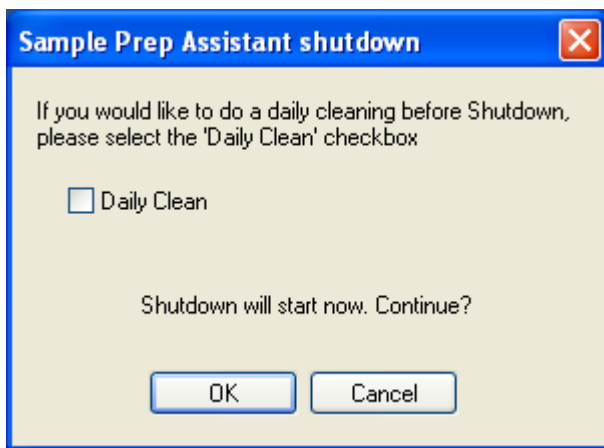 Sample Prep Assistant shutdown
If you would like to do a daily cleaning before Shutdown,
please select the 'Daily Clean' checkbox
Daily Clean
Shutdown will start now. Continue?
OK
Cancel